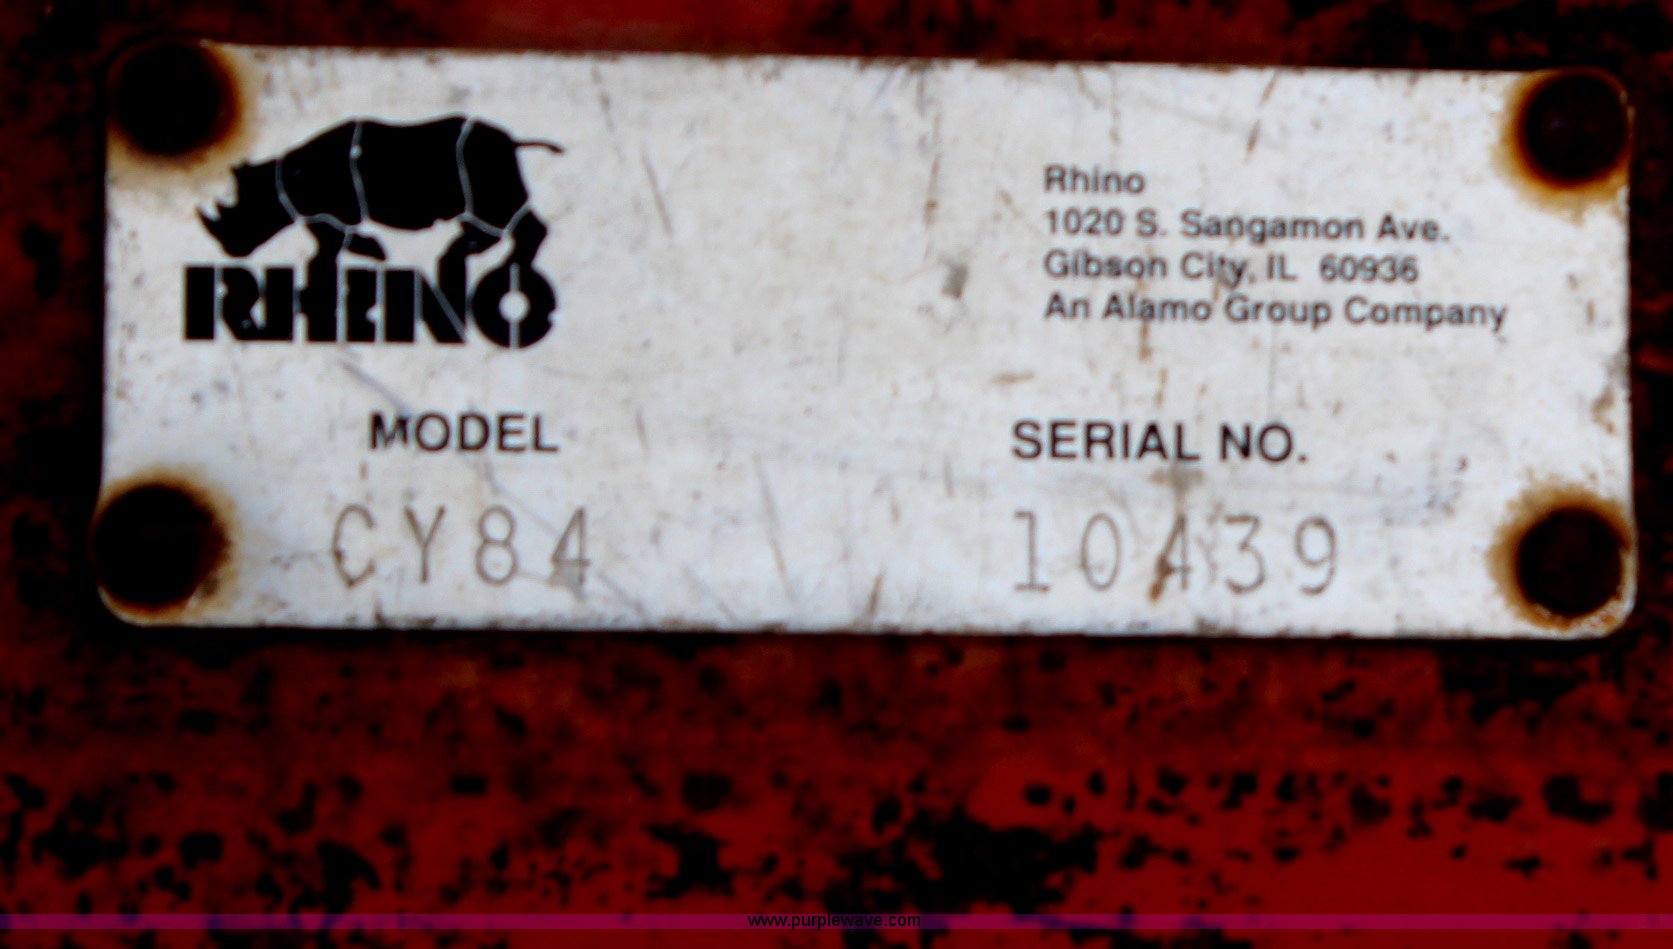 RHINO
Rhino
1020 S. Sangamon Ave.
Gibson City, IL 60936
An Alamo Group Company
MODEL
SERIAL NO.
CY84
10439
www.purplewave.com